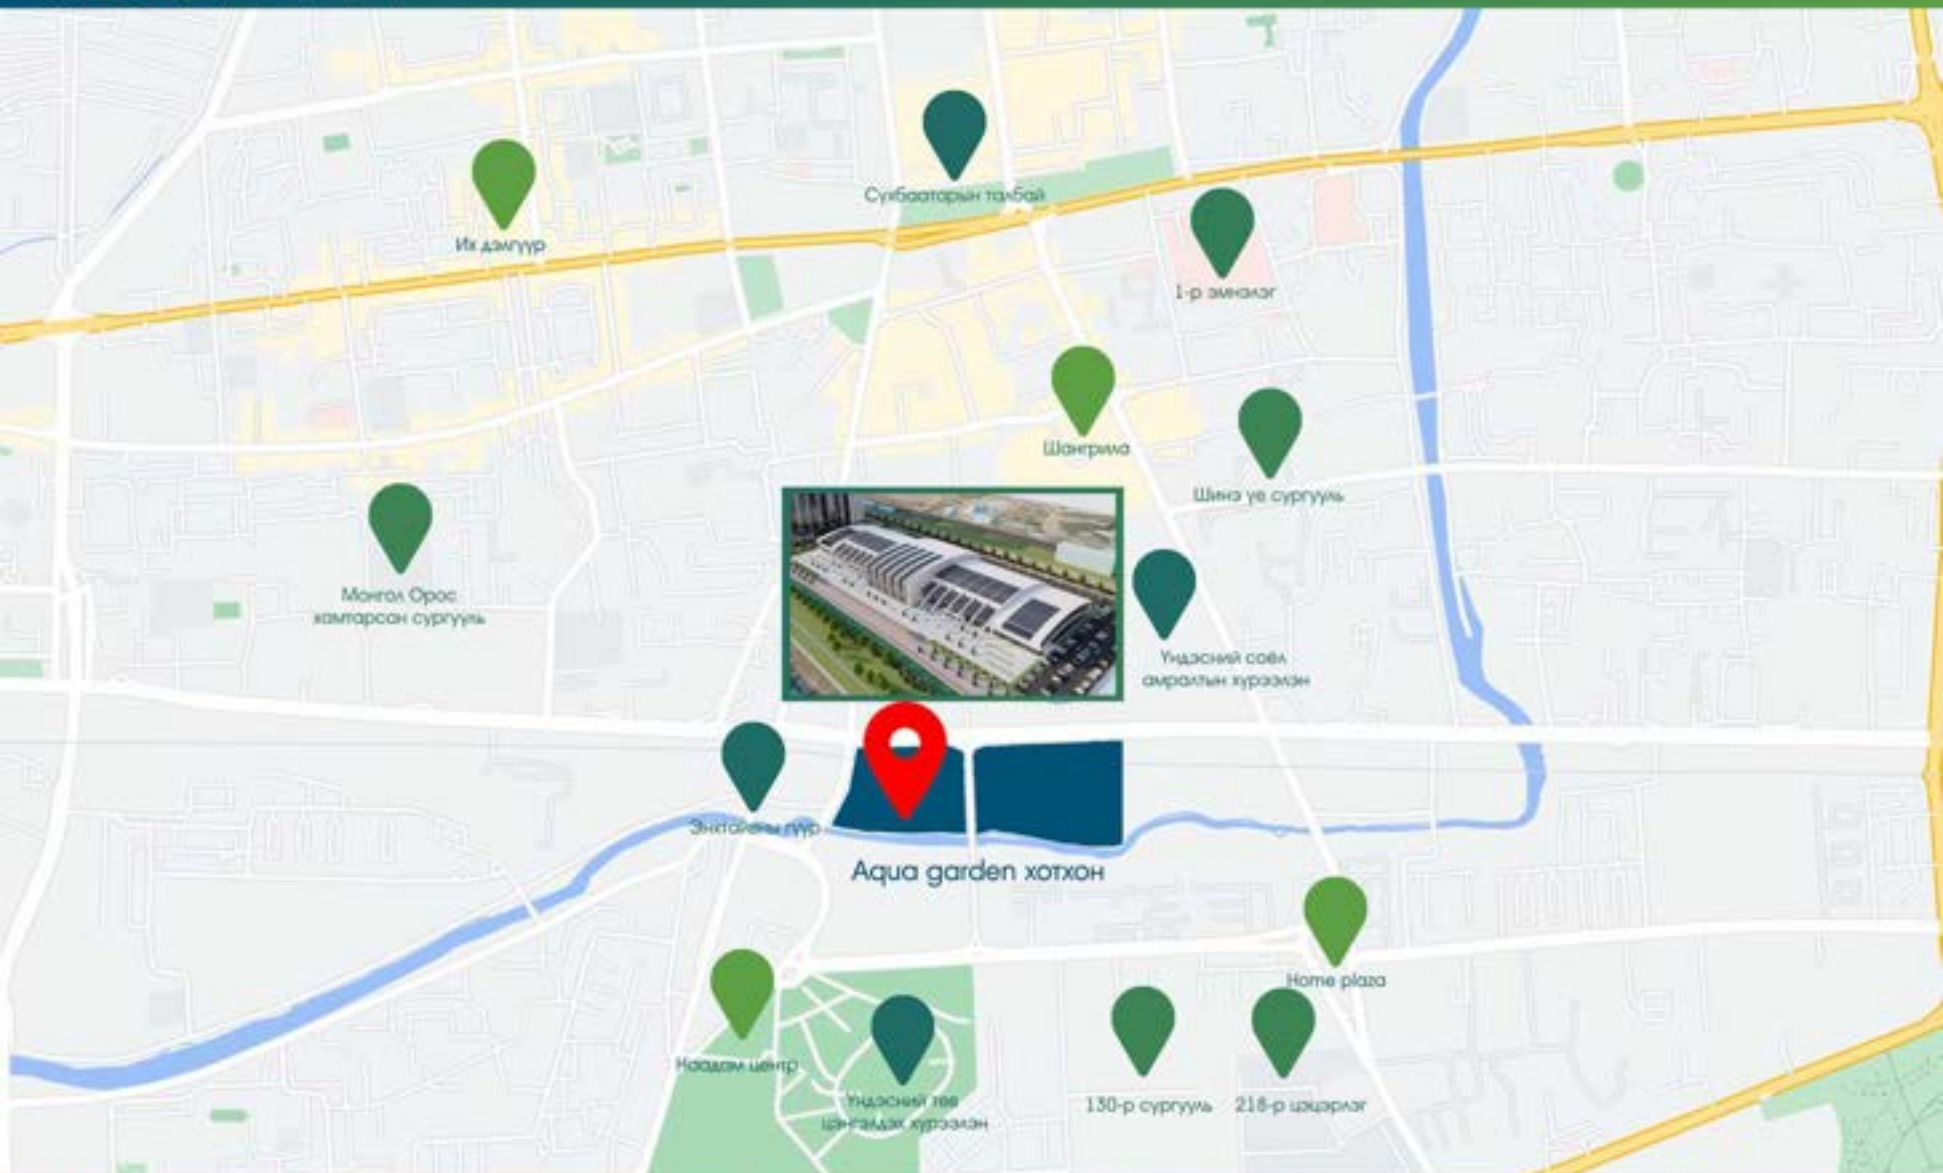 Сүхбаатарын талбай
Их дэлгүүр
1-р эмнэлэг
Шангрила
Шинэ үе сургууль
Монгол Орос
хамтарсан сургууль
Үндэсний соёл
амралтын хүрээлэн
Энхтайвны гүүр
Aqua garden хотхон
Home plaza
Наадам центр
Үндэсний төв
цэнгэлдэх хүрээлэн
130-р сургууль
218-р цэцэрлэг